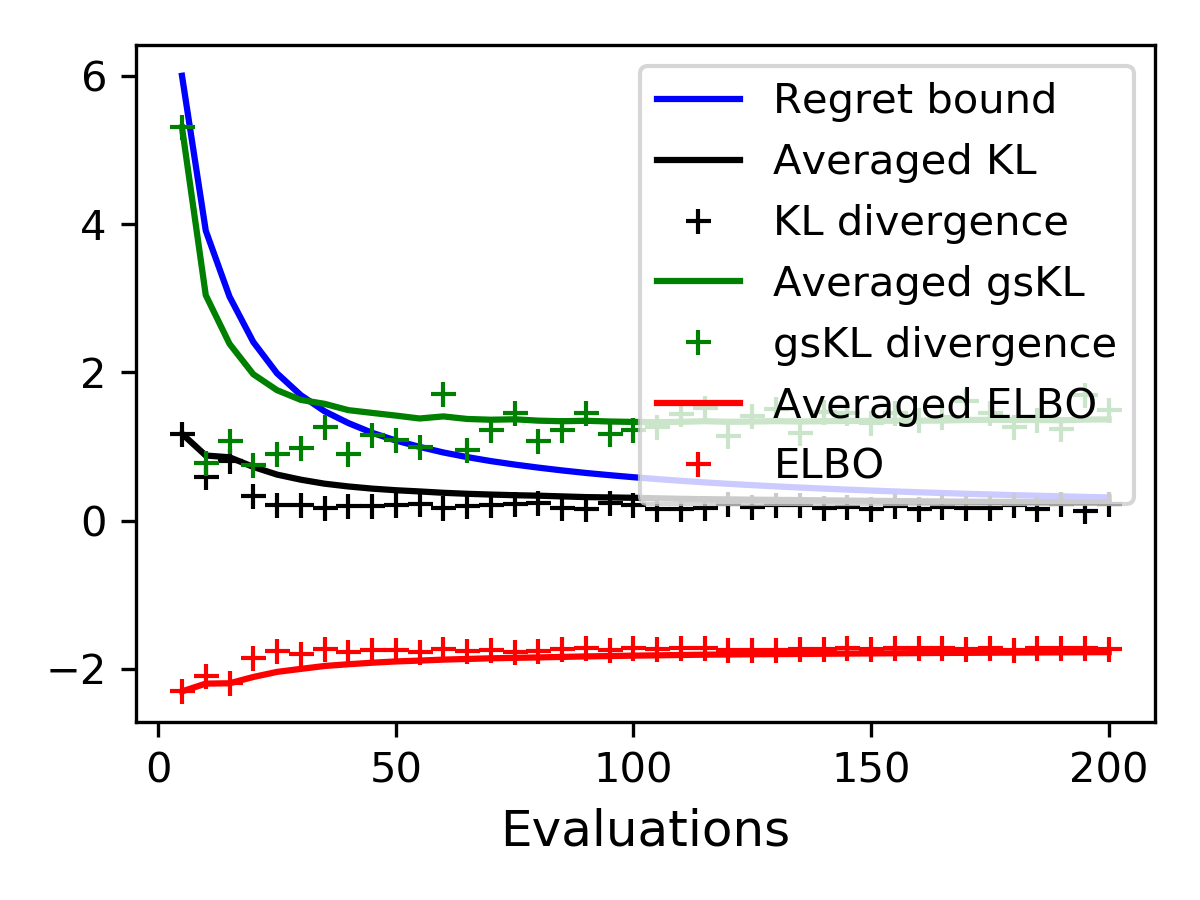 6
4
2
0
−2
Regret bound
Averaged KL
KL divergence
Averaged gsKL
gsKL divergence
Averaged ELBO
ELBO
0 50 100 150 200
Evaluations